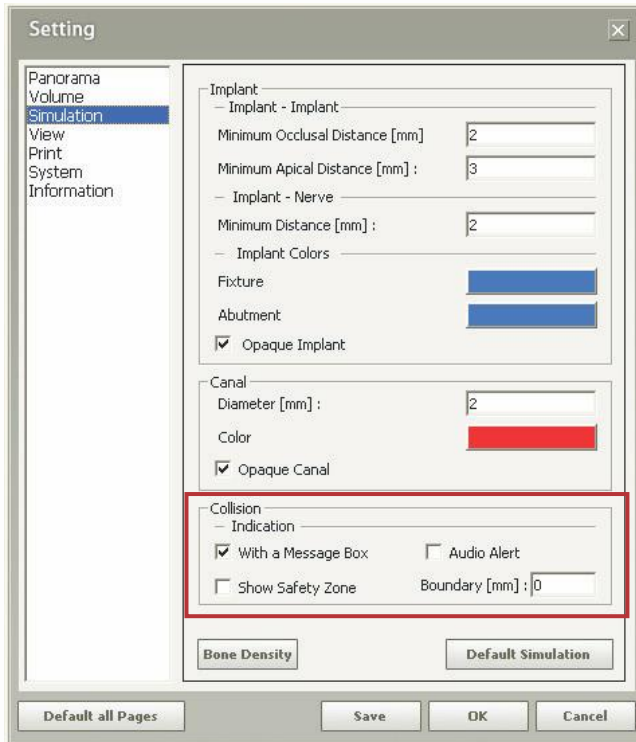 Setting
Panorama
Volume
Simulation
View
Print
System
Information
Implant
Implant - Implant
Minimum Occlusal Distance [mm] 2
Minimum Apical Distance [mm] : 3
Implant - Nerve
Minimum Distance [mm] : 2
Implant Colors
Fixture
Abutment
Opaque Implant
Canal
Diameter [mm] : 2
Color
Opaque Canal
Collision
Indication
With a Message Box Audio Alert
Show Safety Zone Boundary [mm] : 0
Bone Density Default Simulation
Default all Pages Save OK Cancel